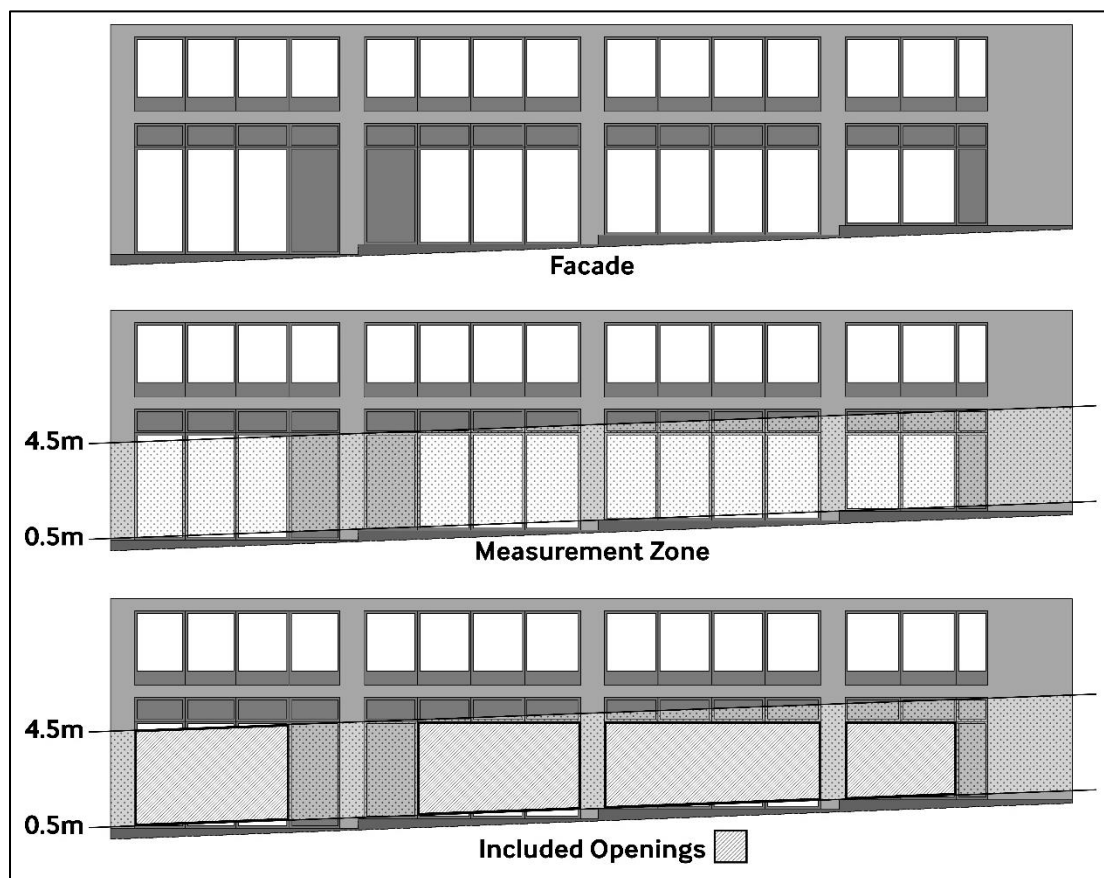 Facade
4.5m
0.5m
Measurement Zone
4.5m
0.5m
Included Openings